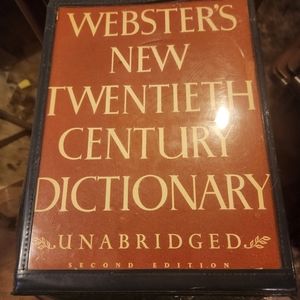 WEBSTER'S
NEW
TWENTIETH
CENTURY
DICTIONARY
UNABRIDGED
SECOND EDITION